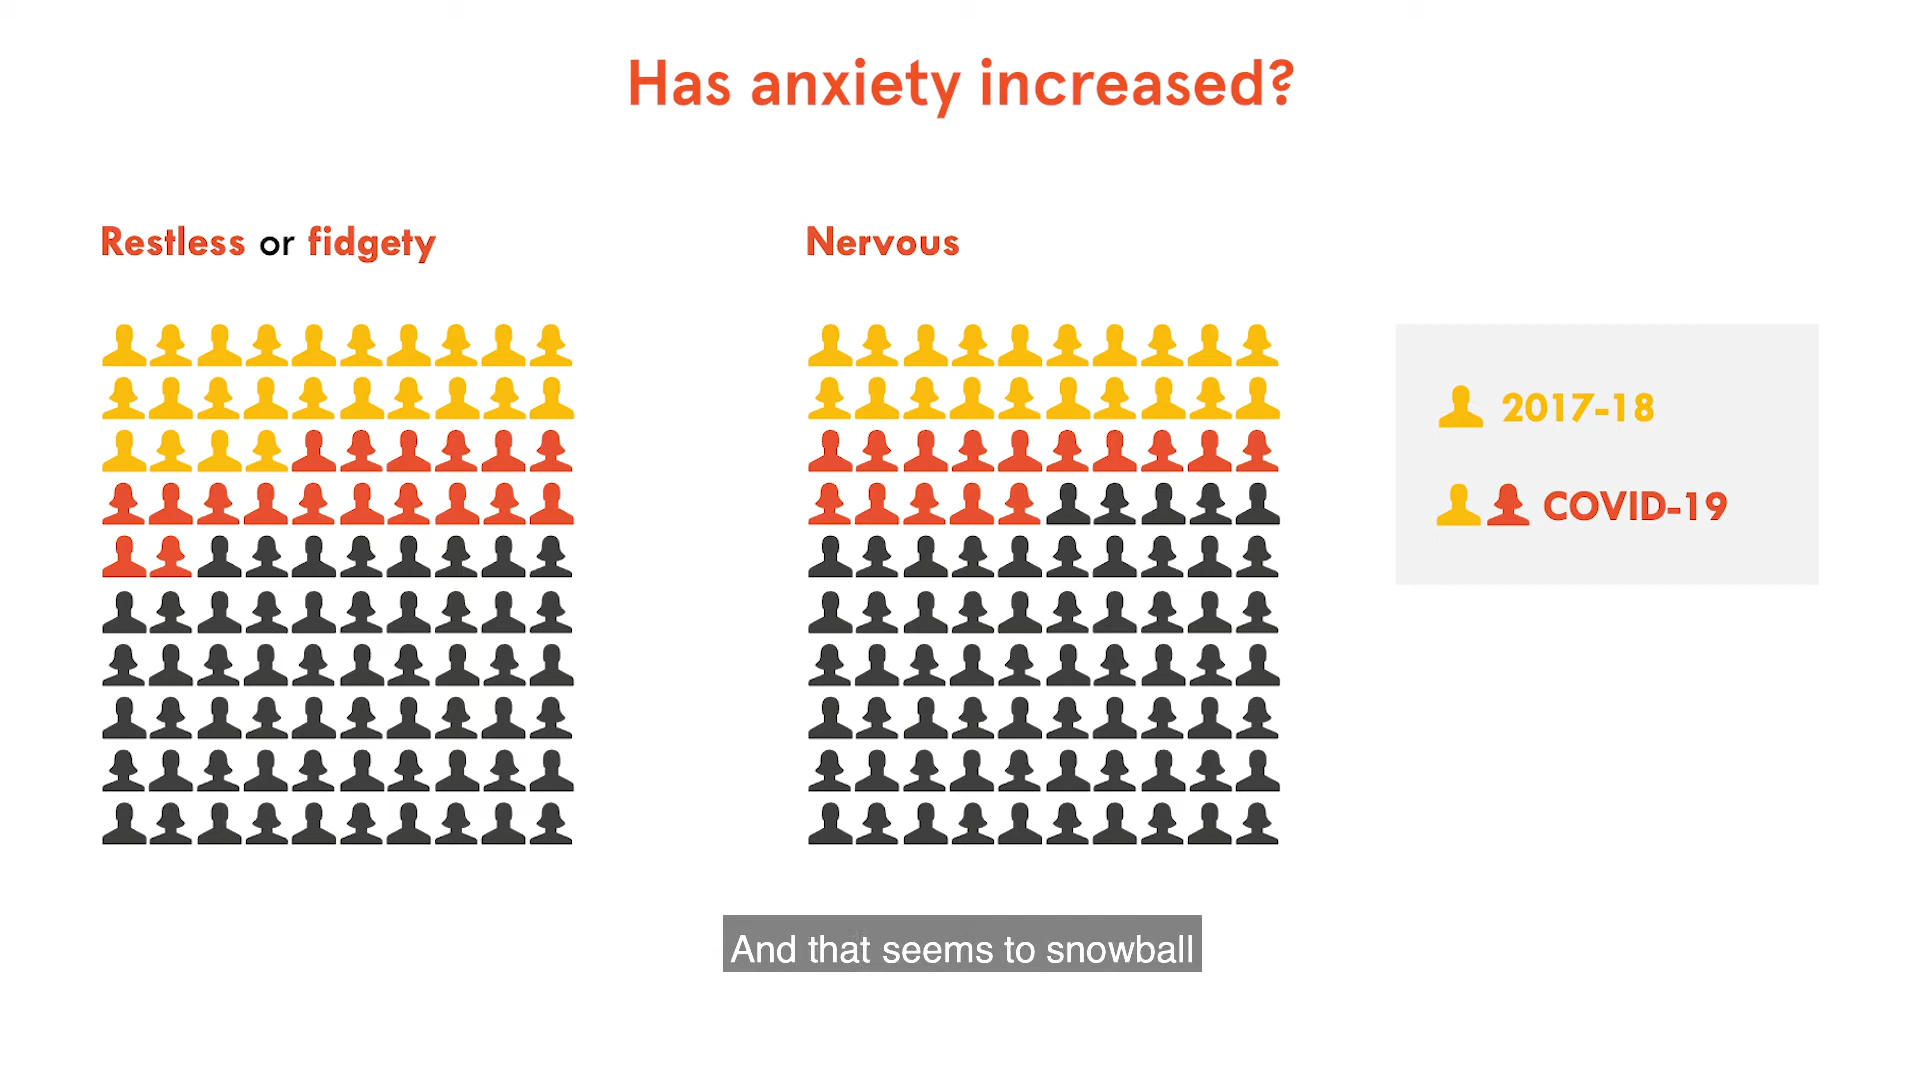 Has anxiety increased?
Restless or fidgety
Nervous
2017-18
COVID-19
And that seems to snowball